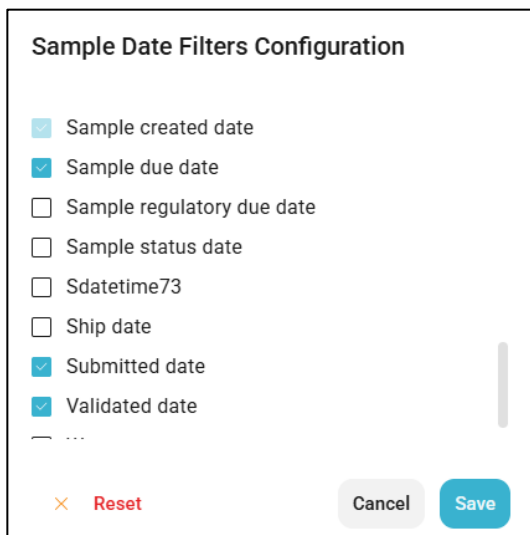 Sample Date Filters Configuration
Sample created date
Sample due date
Sample regulatory due date
Sample status date
Sdatetime73
Ship date
Submitted date
Validated date
Reset Cancel Save